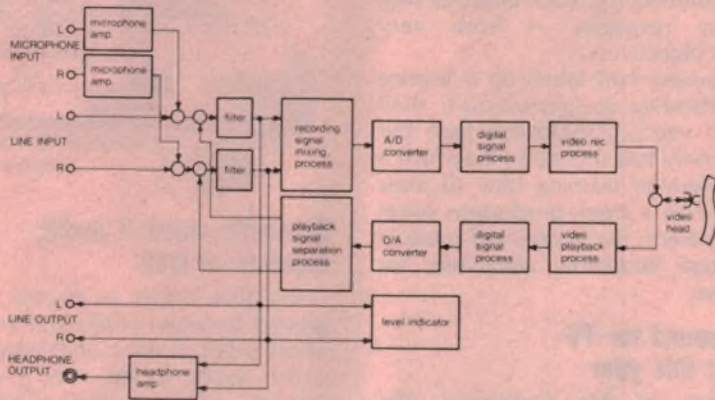 L
MICROPHONE
INPUT
R
microphone
amp.
microphone
amp.
L
LINE INPUT
R
filter
filter
recording
signal
mixing,
process
A/D
converter
digital
signal
process
video rec
process
video
head
playback
signal
separation
process
D/A
converter
digital
signal
process
video
playback
process
L
LINE OUTPUT
R
level indicator
HEADPHONE
OUTPUT
headphone
amp.